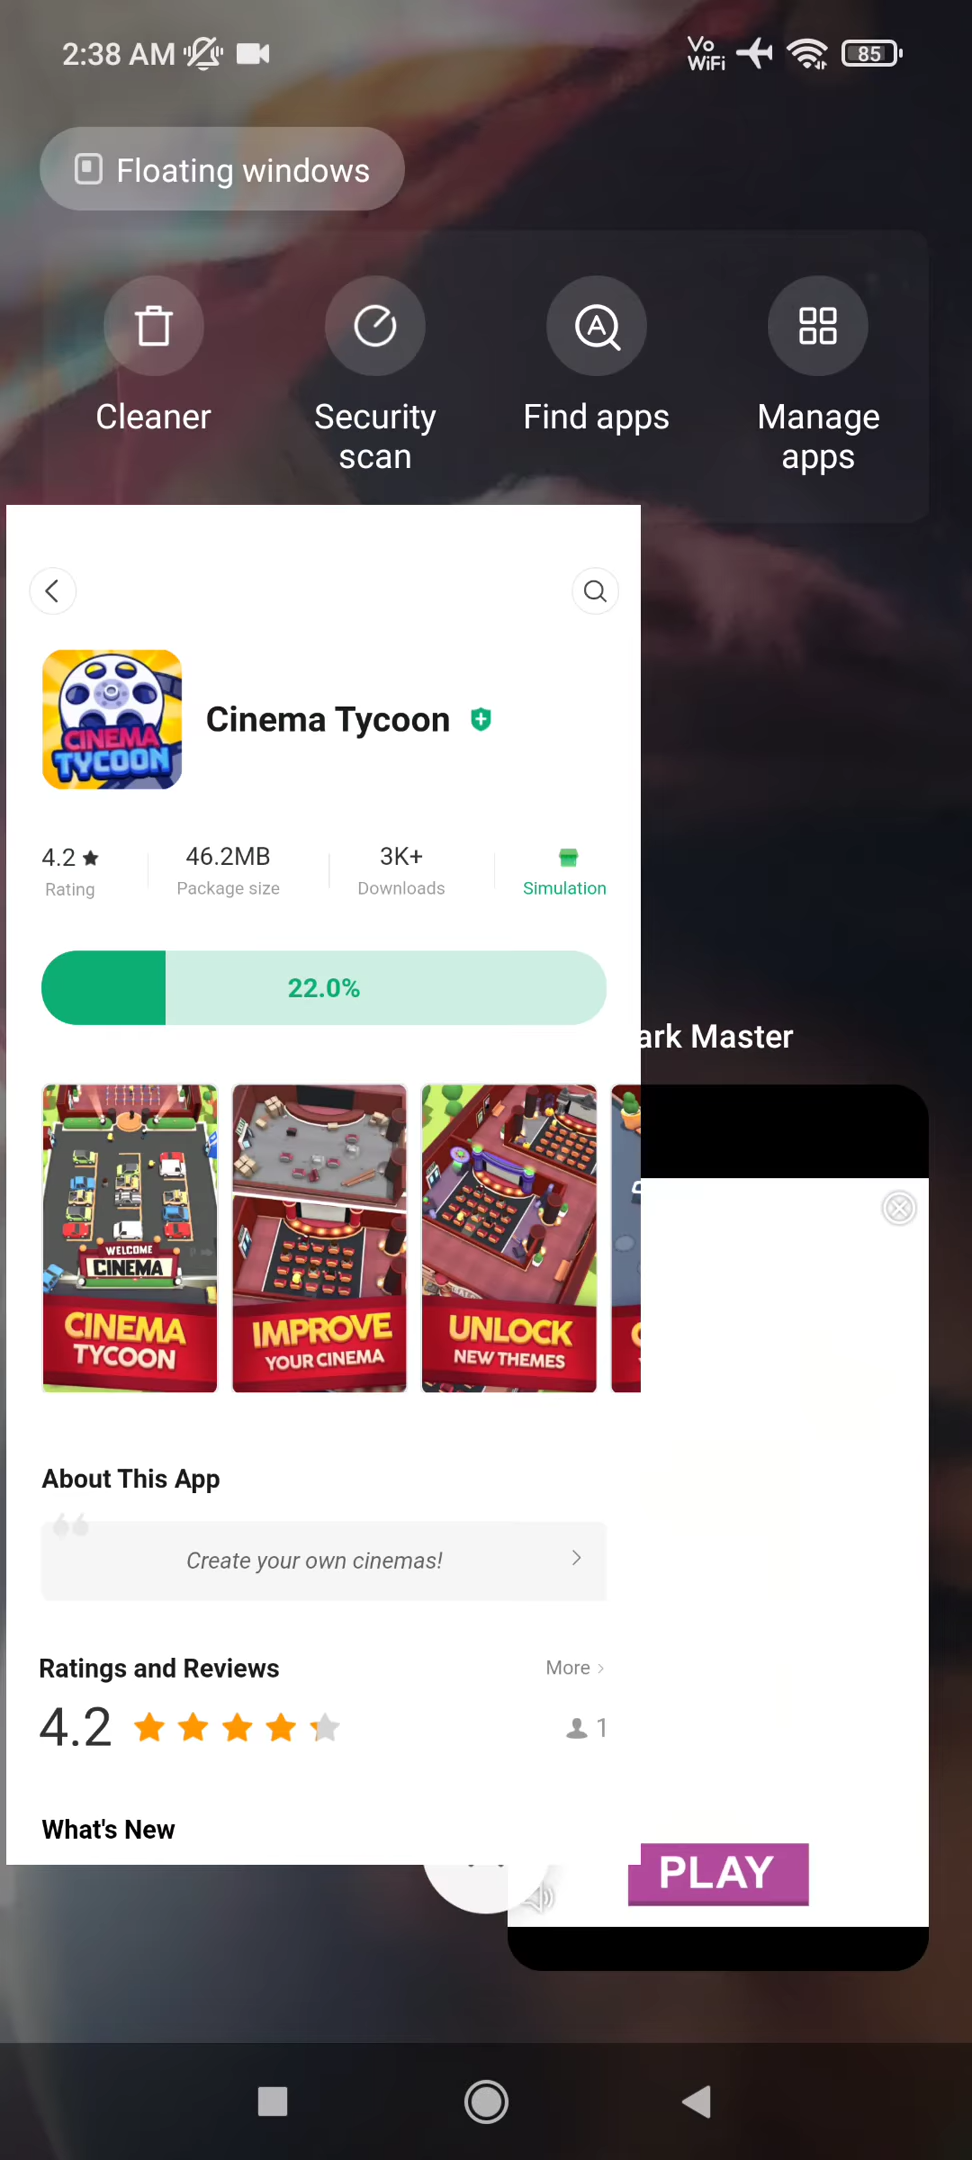 2:38 AM
Vo
WiFi
85
Floating windows
Cleaner
Security
scan
Find apps
Manage
apps
CINEMA
TYCOON
Cinema Tycoon
4.2
Rating
46.2MB
Package size
3K+
Downloads
Simulation
22.0%
ark Master
WELCOME
CINEMA
CINEMA
TYCOON
IMPROVE
YOUR CINEMA
UNLOCK
NEW THEMES
About This App
Create your own cinemas!
Ratings and Reviews
More
4.2
1
What's New
PLAY